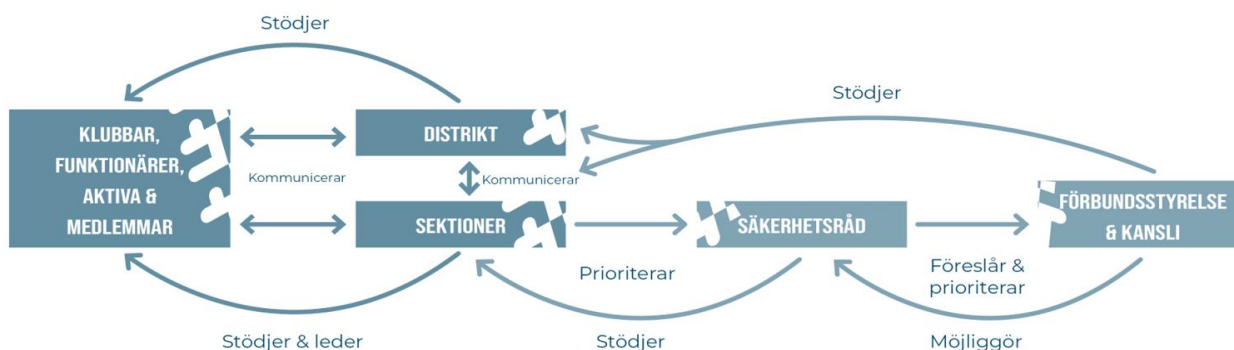 Stödjer
Stödjer
KLUBBAR,
FUNKTIONÄRER,
AKTIVA &
MEDLEMMAR
DISTRIKT
Kommunicerar
Kommunicerar
SEKTIONER
SÄKERHETSRÅD
FÖRBUNDSSTYRELSE
& KANSLI
Prioriterar
Föreslår &
prioriterar
Stödjer & leder
Stödjer
Möjliggör